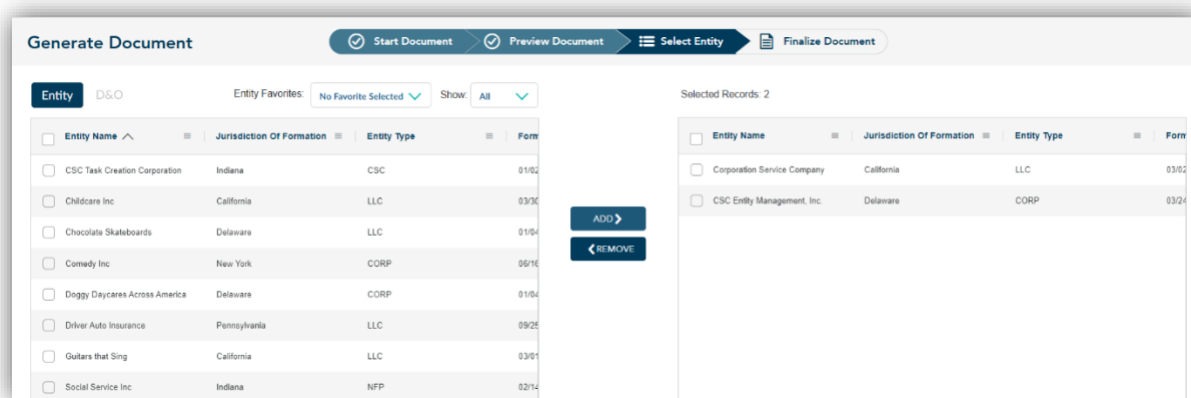 Generate Document
Start Document Preview Document Select Entity Finalize Document
Entity D&O Entity Favorites: No Favorite Selected Show: All
Selected Records: 2
Entity Name Jurisdiction Of Formation Entity Type Form
CSC Task Creation Corporation Indiana CSC 01/02
Childcare Inc California LLC 03/30
Chocolate Skateboards Delaware LLC 01/04
Comedy Inc New York CORP 06/16
Doggy Daycares Across America Delaware CORP 01/04
Driver Auto Insurance Pennsylvania LLC 09/25
Guitars that Sing California LLC 03/01
Social Service Inc Indiana NFP 02/14
ADD
REMOVE
Entity Name Jurisdiction Of Formation Entity Type Form
Corporation Service Company California LLC 03/02
CSC Entity Management, Inc. Delaware CORP 03/24